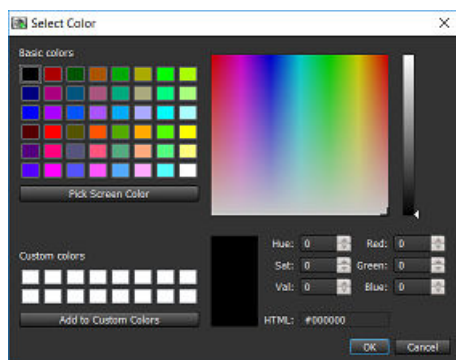 Select Color
Basic colors
Pick Screen Color
Custom colors
Add to Custom Colors
Hue: 0 Red: 0
Sat: 0 Green: 0
Val: 0 Blue: 0
HTML: #000000
OK Cancel